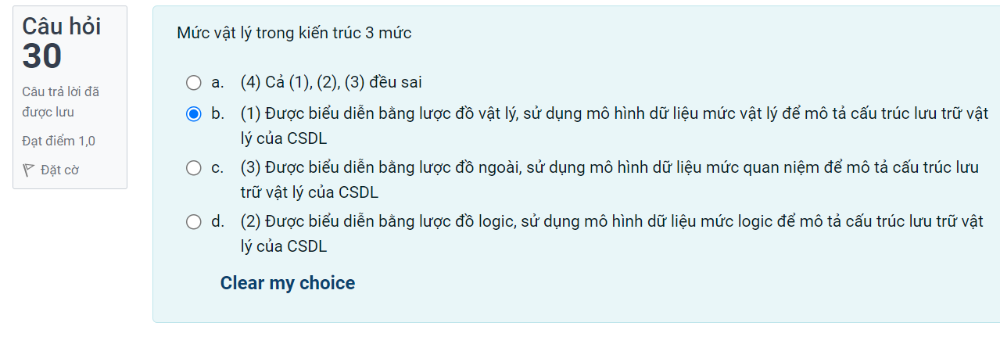 Câu hỏi
30
Câu trả lời đã
được lưu
Đạt điểm 1,0
Đặt cờ
Mức vật lý trong kiến trúc 3 mức
a. (4) Cả (1), (2), (3) đều sai
b. (1) Được biểu diễn bằng lược đồ vật lý, sử dụng mô hình dữ liệu mức vật lý để mô tả cấu trúc lưu trữ vật
lý của CSDL
c. (3) Được biểu diễn bằng lược đồ ngoài, sử dụng mô hình dữ liệu mức quan niệm để mô tả cấu trúc lưu
trữ vật lý của CSDL
d. (2) Được biểu diễn bằng lược đồ logic, sử dụng mô hình dữ liệu mức logic để mô tả cấu trúc lưu trữ vật
lý của CSDL
Clear my choice